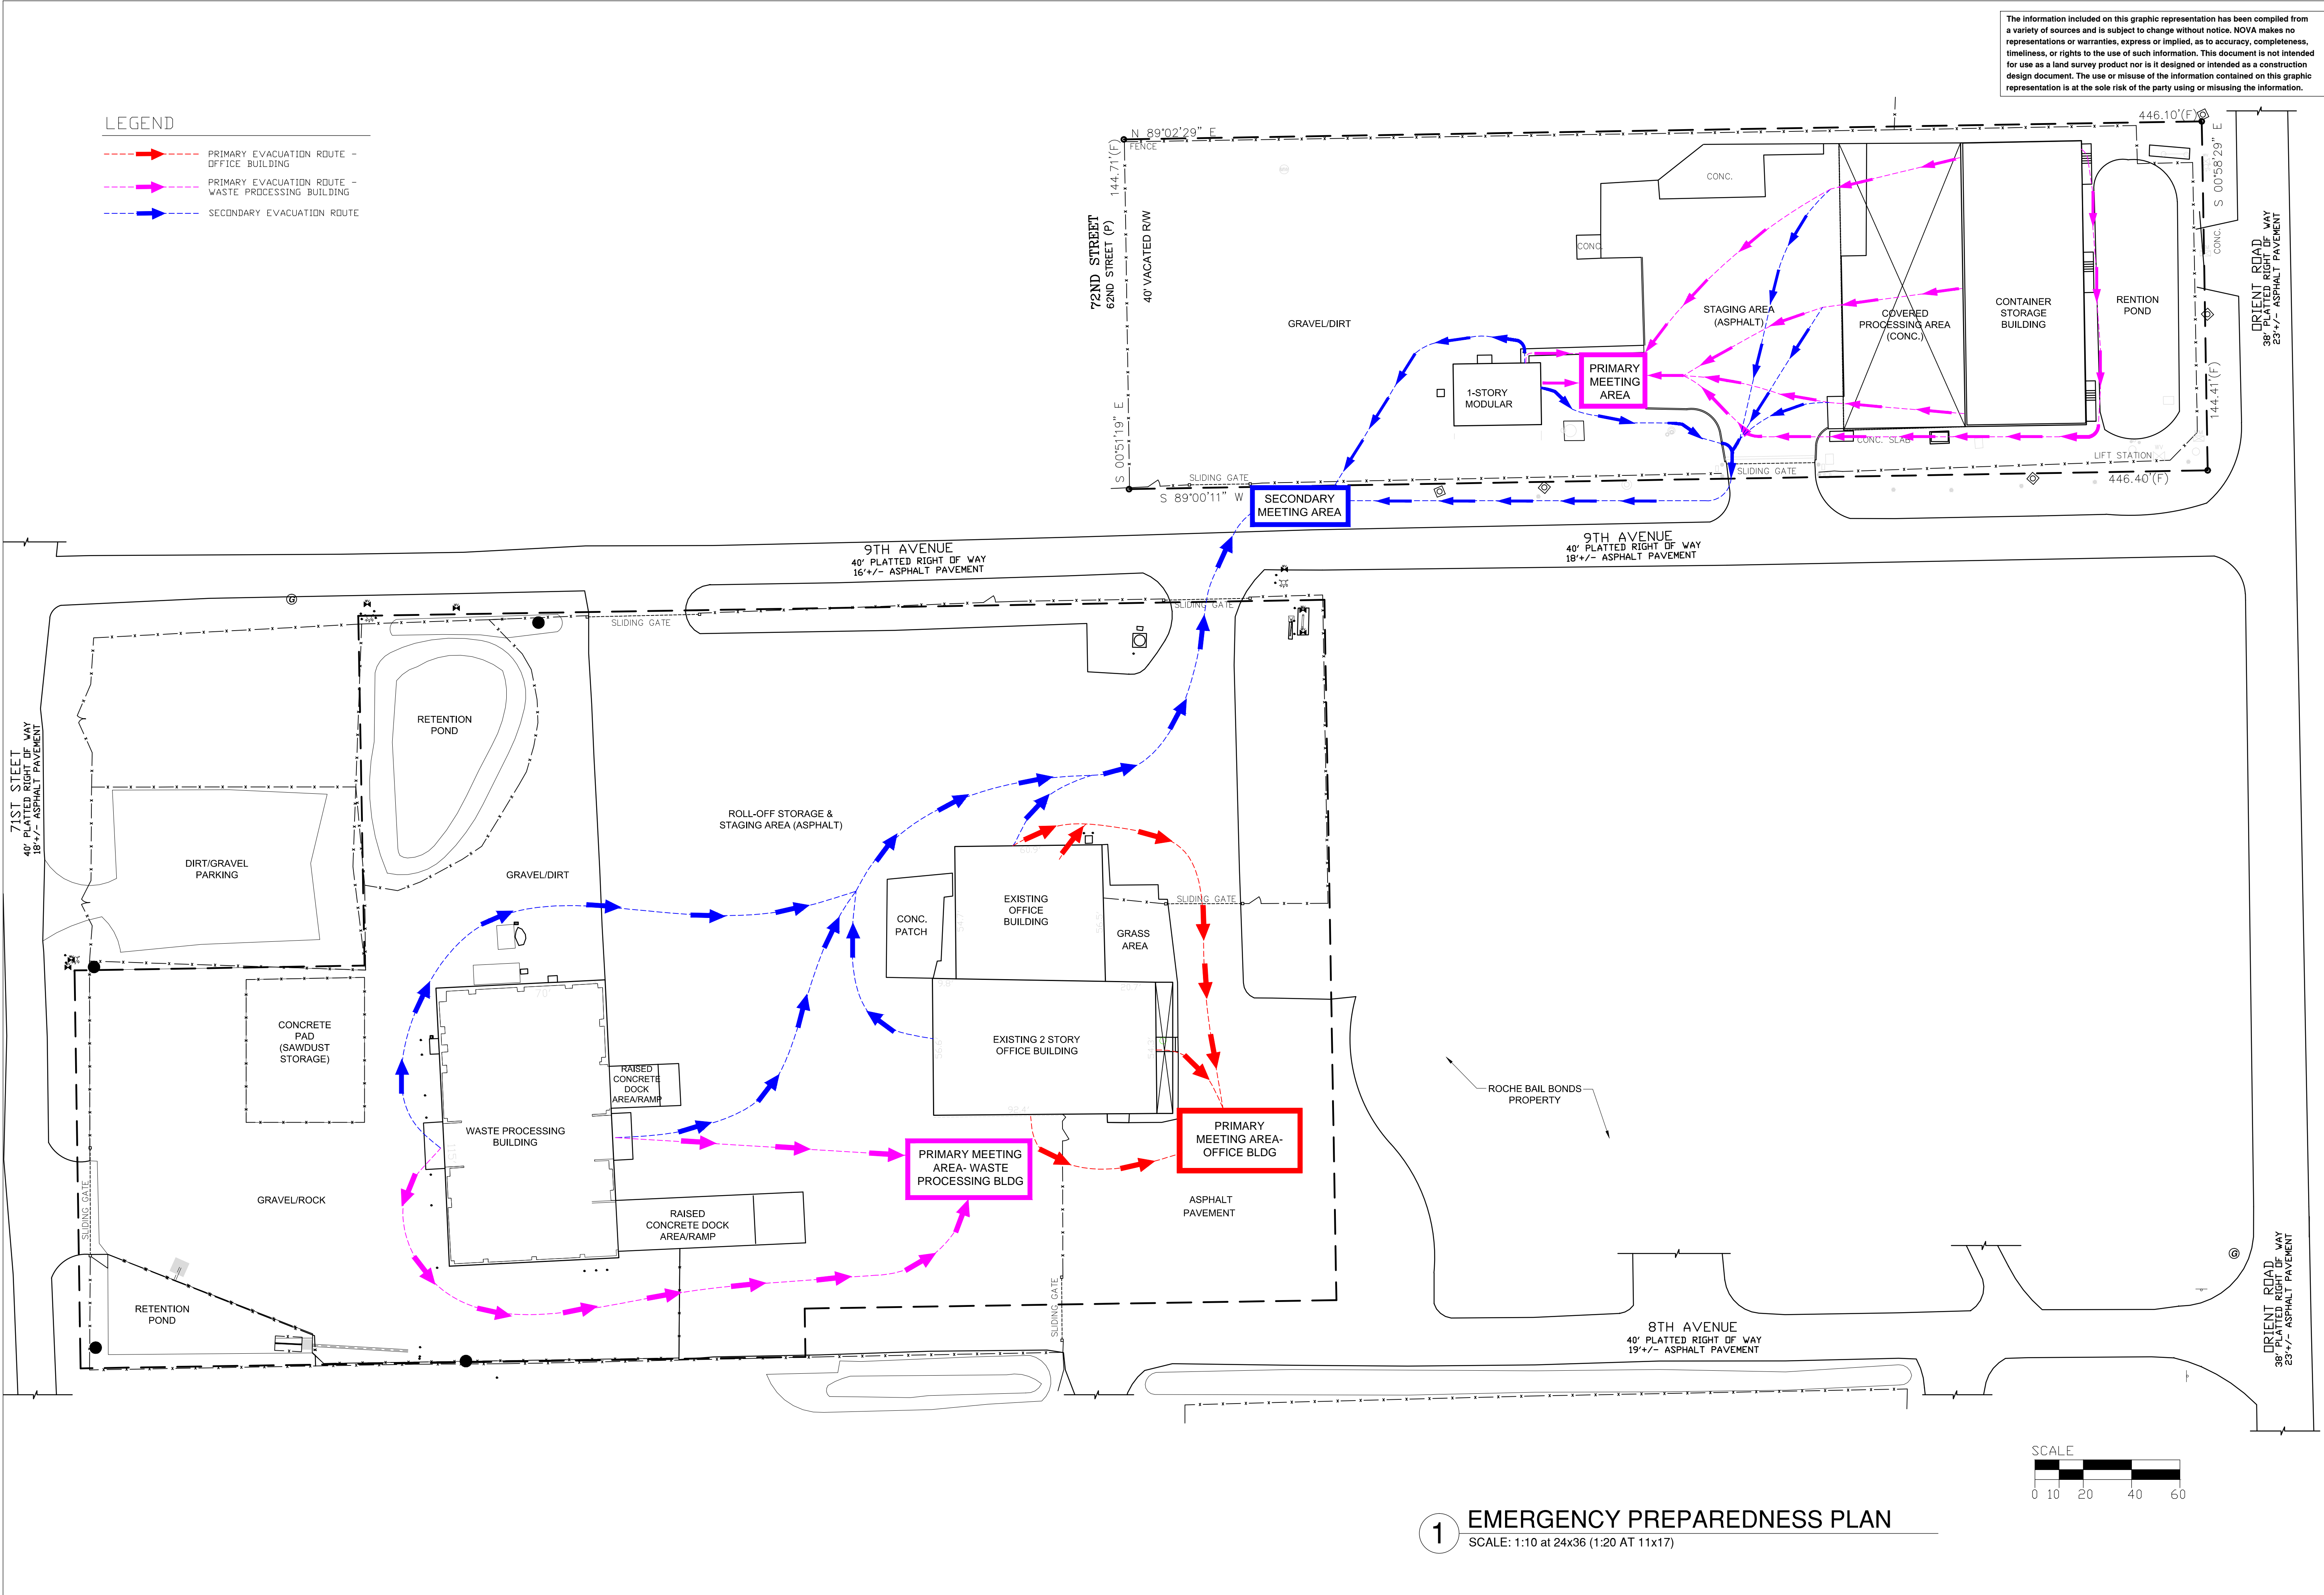 The information included on this graphic representation has been compiled from
a variety of sources and is subject to change without notice. NOVA makes no
representations or warranties, express or implied, as to accuracy, completeness,
timeliness, or rights to the use of such information. This document is not intended
for use as a land survey product nor is it designed or intended as a construction
design document. The use or misuse of the information contained on this graphic
representation is at the sole risk of the party using or misusing the information.
LEGEND
PRIMARY EVACUATION ROUTE -
OFFICE BUILDING
PRIMARY EVACUATION ROUTE -
WASTE PROCESSING BUILDING
SECONDARY EVACUATION ROUTE
N 89°02'29" E
FENCE
446.10'(F)
144.71'(F)
S 00°51'19" E
72ND STREET
62ND STREET (P)
40' VACATED R/W
S 00°58'29" E
CONC.
144.41'(F)
ORIENT ROAD
38' PLATTED RIGHT OF WAY
23'+/- ASPHALT PAVEMENT
CONC.
CONC.
GRAVEL/DIRT
STAGING AREA
(ASPHALT)
COVERED
PROCESSING AREA
(CONC.)
CONTAINER
STORAGE
BUILDING
RENTION
POND
1-STORY
MODULAR
PRIMARY
MEETING
AREA
CONC. SLAB
LIFT STATION
SLIDING GATE
SLIDING GATE
S 89°00'11" W
446.40'(F)
SECONDARY
MEETING AREA
9TH AVENUE
40' PLATTED RIGHT OF WAY
16'+/- ASPHALT PAVEMENT
9TH AVENUE
40' PLATTED RIGHT OF WAY
18'+/- ASPHALT PAVEMENT
G
SLIDING GATE
SLIDING GATE
71ST STEET
40' PLATTED RIGHT OF WAY
18'+/- ASPHALT PAVEMENT
RETENTION
POND
ROLL-OFF STORAGE &
STAGING AREA (ASPHALT)
DIRT/GRAVEL
PARKING
GRAVEL/DIRT
CONC.
PATCH
EXISTING
OFFICE
BUILDING
GRASS
AREA
SLIDING GATE
CONCRETE
PAD
(SAWDUST
STORAGE)
EXISTING 2 STORY
OFFICE BUILDING
RAISED
CONCRETE
DOCK
AREA/RAMP
WASTE PROCESSING
BUILDING
ROCHE BAIL BONDS
PROPERTY
PRIMARY
MEETING AREA-
OFFICE BLDG
PRIMARY MEETING
AREA- WASTE
PROCESSING BLDG
GRAVEL/ROCK
SLIDING GATE
RAISED
CONCRETE DOCK
AREA/RAMP
ASPHALT
PAVEMENT
RETENTION
POND
SLIDING GATE
G
8TH AVENUE
40' PLATTED RIGHT OF WAY
19'+/- ASPHALT PAVEMENT
ORIENT ROAD
38' PLATTED RIGHT OF WAY
23'+/- ASPHALT PAVEMENT
SCALE
0 10 20 40 60
1 EMERGENCY PREPAREDNESS PLAN
SCALE: 1:10 at 24x36 (1:20 AT 11x17)